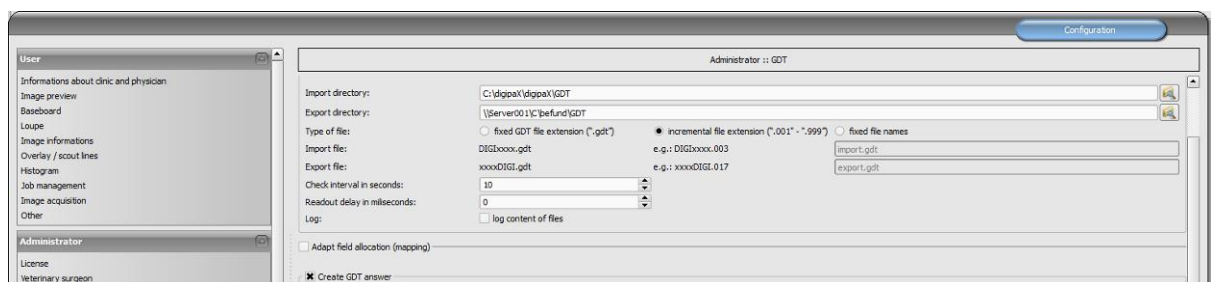 Configuration
User
Informations about clinic and physician
Image preview
Baseboard
Loupe
Image informations
Overlay / scout lines
Histogram
Job management
Image acquisition
Other
Administrator
License
Veterinary surgeon
Administrator :: GDT
Import directory: C:\digipaX\digipaX\GDT
Export directory: \\Server001\C\befund\GDT
Type of file: fixed GDT file extension (".gdt") incremental file extension (".001" - ".999") fixed file names
Import file: DIGIxxxx.gdt e.g.: DIGIxxxx.003 import.gdt
Export file: xxxxDIGI.gdt e.g.: xxxxDIGI.017 export.gdt
Check interval in seconds: 10
Readout delay in miliseconds: 0
Log: log content of files
Adapt field allocation (mapping)
Create GDT answer